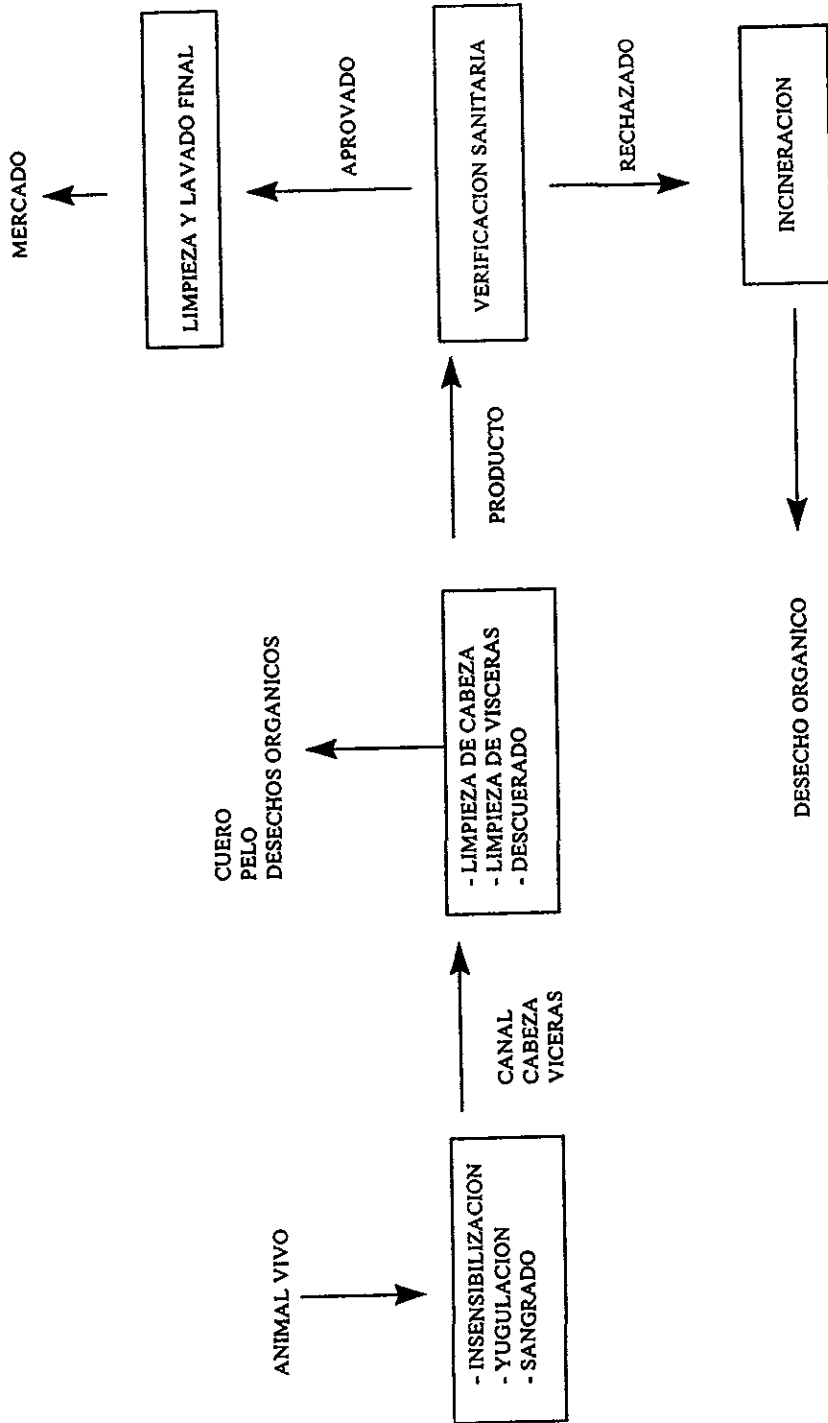 ANIMAL VIVO
- INSENSIBILIZACION
- YUGULACION
- SANGRADO
CANAL
CABEZA
VICERAS
CUERO
PELO
DESECHOS ORGANICOS
- LIMPIEZA DE CABEZA
- LIMPIEZA DE VISCERAS
- DESCUERADO
PRODUCTO
MERCADO
LIMPIEZA Y LAVADO FINAL
APROVADO
VERIFICACION SANITARIA
RECHAZADO
INCINERACION
DESECHO ORGANICO